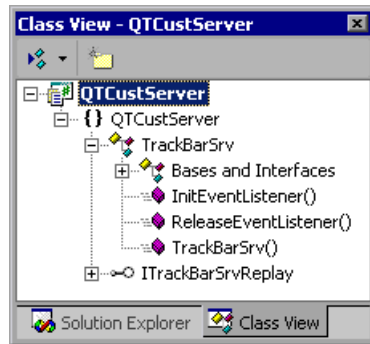 Class View - QTCustServer
QTCustServer
{} QTCustServer
TrackBarSrv
Bases and Interfaces
InitEventListener()
ReleaseEventListener()
TrackBarSrv()
ITrackBarSrvReplay
Solution Explorer Class View